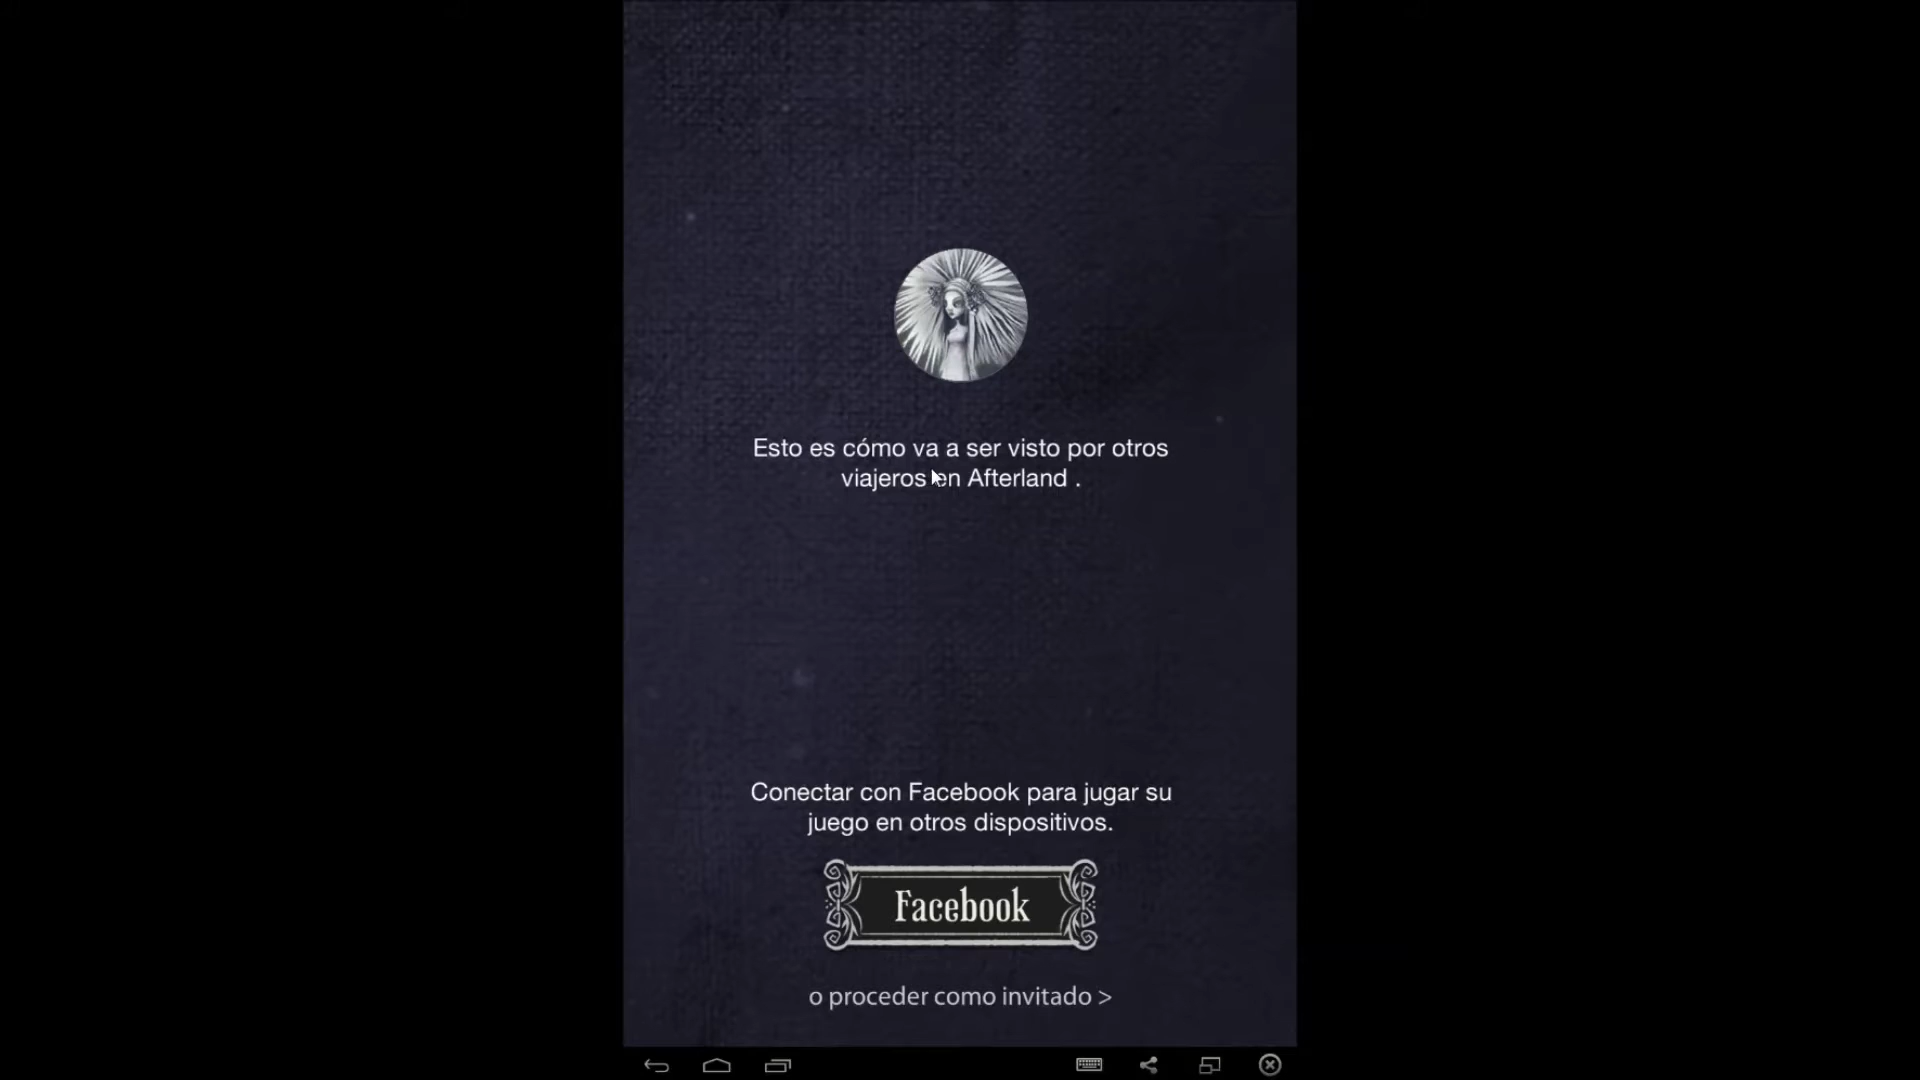 Esto es cómo va a ser visto por otros
viajeros en Afterland .
Conectar con Facebook para jugar su
juego en otros dispositivos.
Facebook
o proceder como invitado >